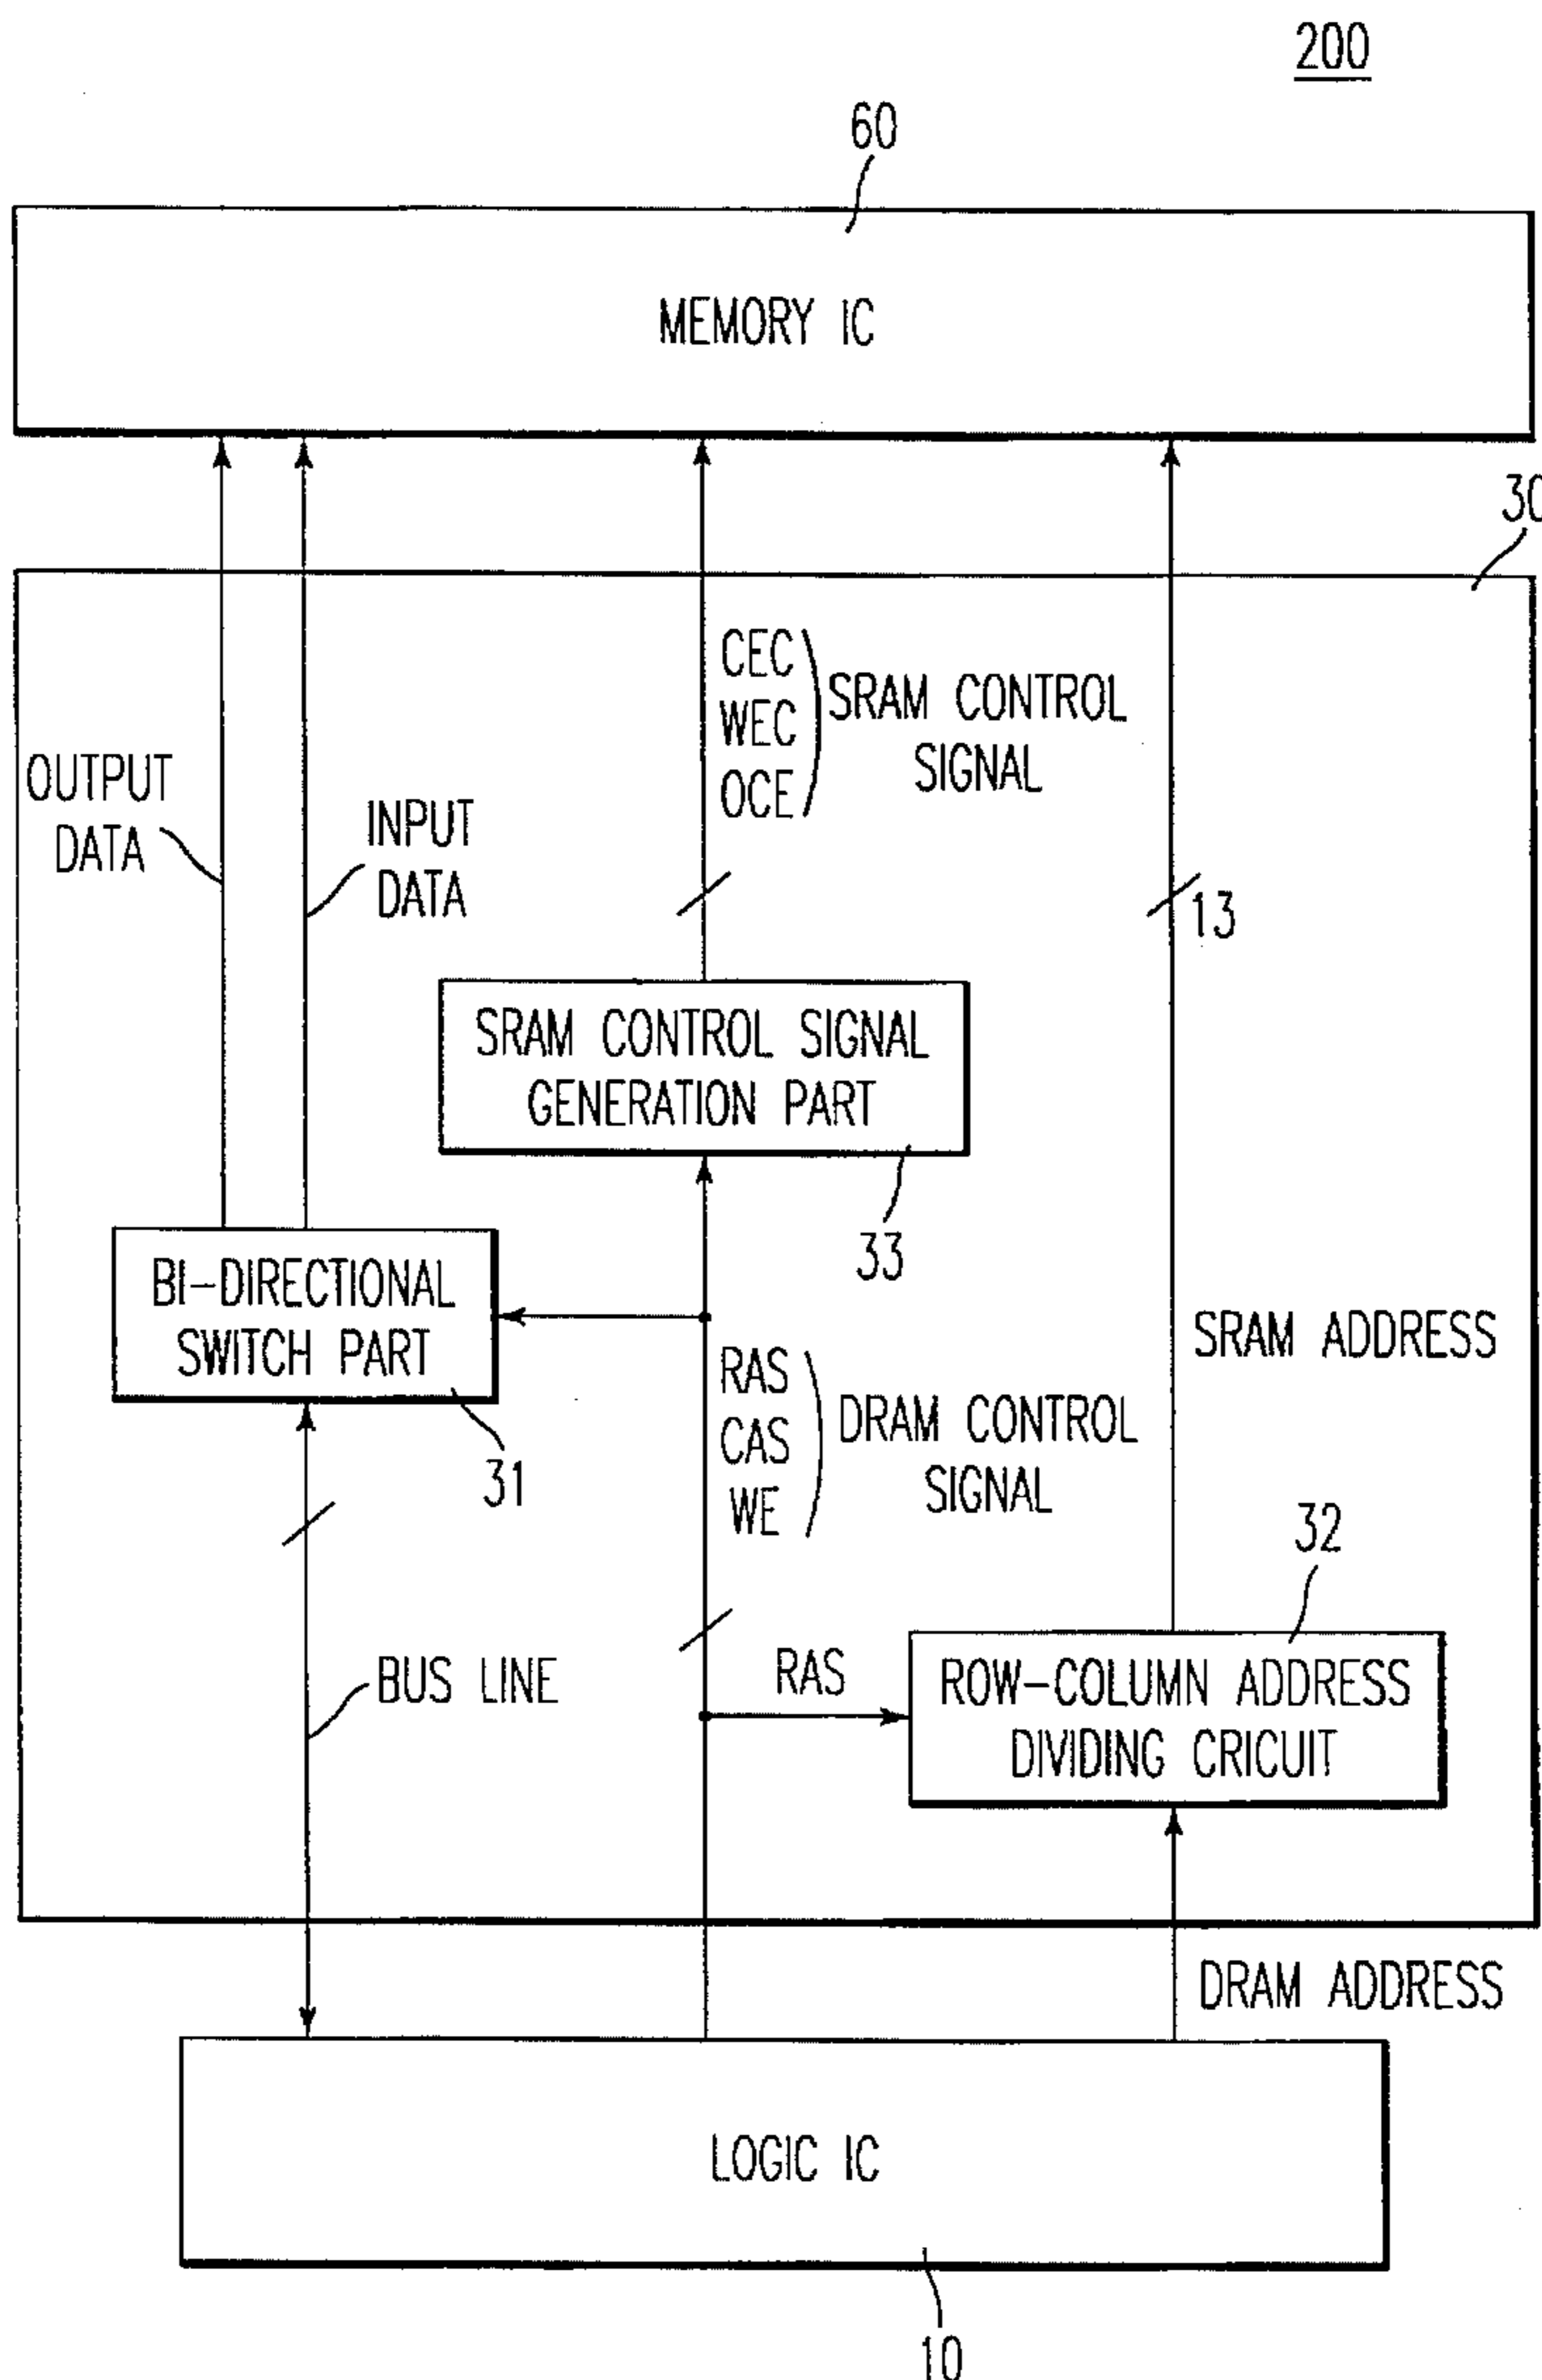 200
60
MEMORY IC
30
CEC
WEC
OCE
SRAM CONTROL
SIGNAL
OUTPUT
DATA
INPUT
DATA
13
SRAM CONTROL SIGNAL
GENERATION PART
33
BI-DIRECTIONAL
SWITCH PART
31
SRAM ADDRESS
RAS
CAS
WE
DRAM CONTROL
SIGNAL
32
RAS
ROW-COLUMN ADDRESS
DIVIDING CRICUIT
BUS LINE
DRAM ADDRESS
LOGIC IC
10